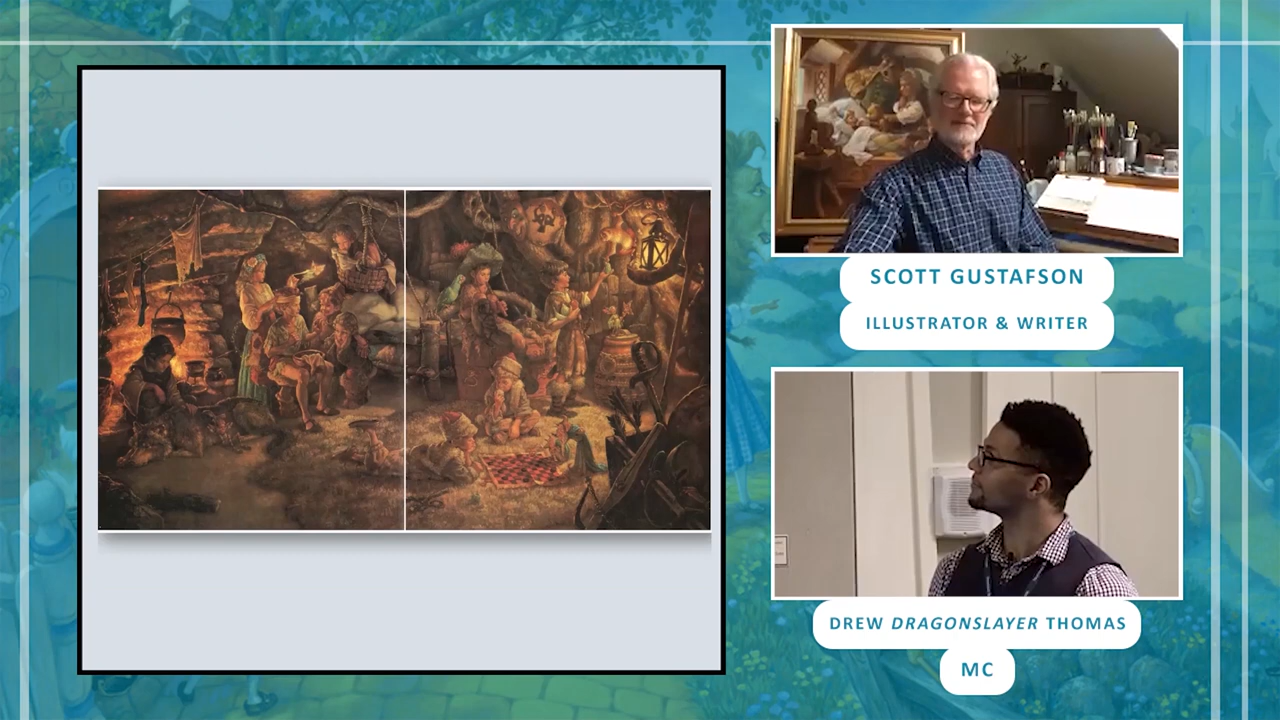 SCOTT GUSTAFSON
ILLUSTRATOR & WRITER
DREW DRAGONSLAYER THOMAS
MC